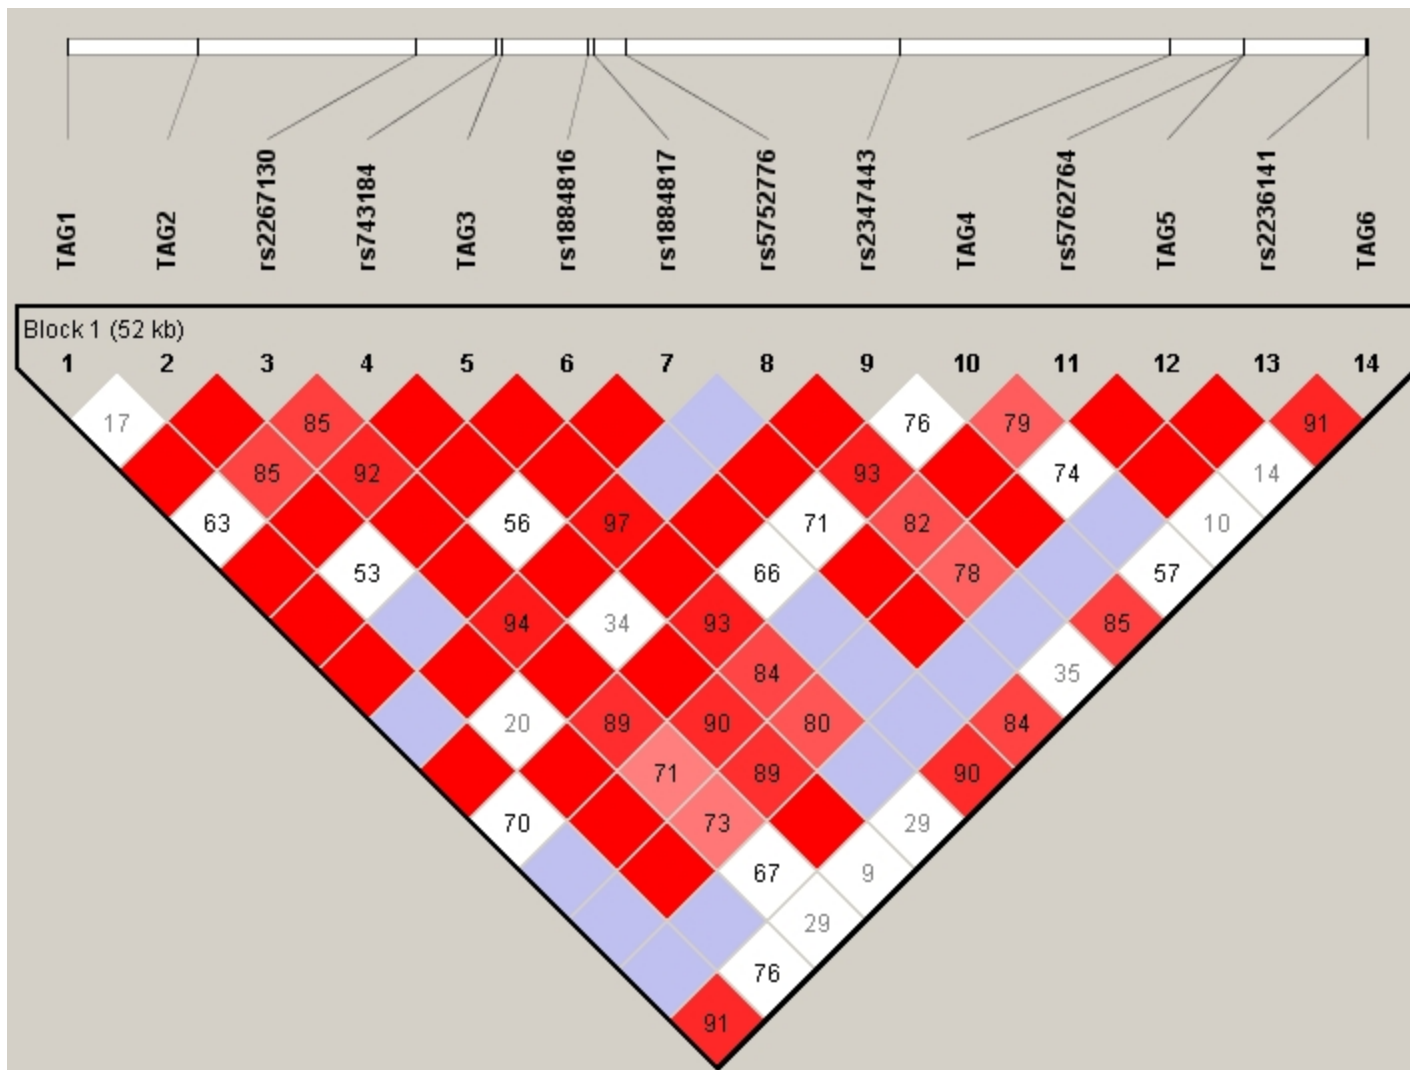 TAG1 TAG2 rs2267130 rs743184 TAG3 rs1884816 rs1884817 rs5752776 rs2347443 TAG4 rs5762764 TAG5 rs2236141 TAG6
Block 1 (52 kb)
1 2 3 4 5 6 7 8 9 10 11 12 13 14
17 85 76 79 91
85 92 93 74 14
63 56 97 71 82 10
53 66 78 57
94 34 93 85
84 35
20 89 90 80 84
71 89 90
70 73 29
67 9
29
76
91